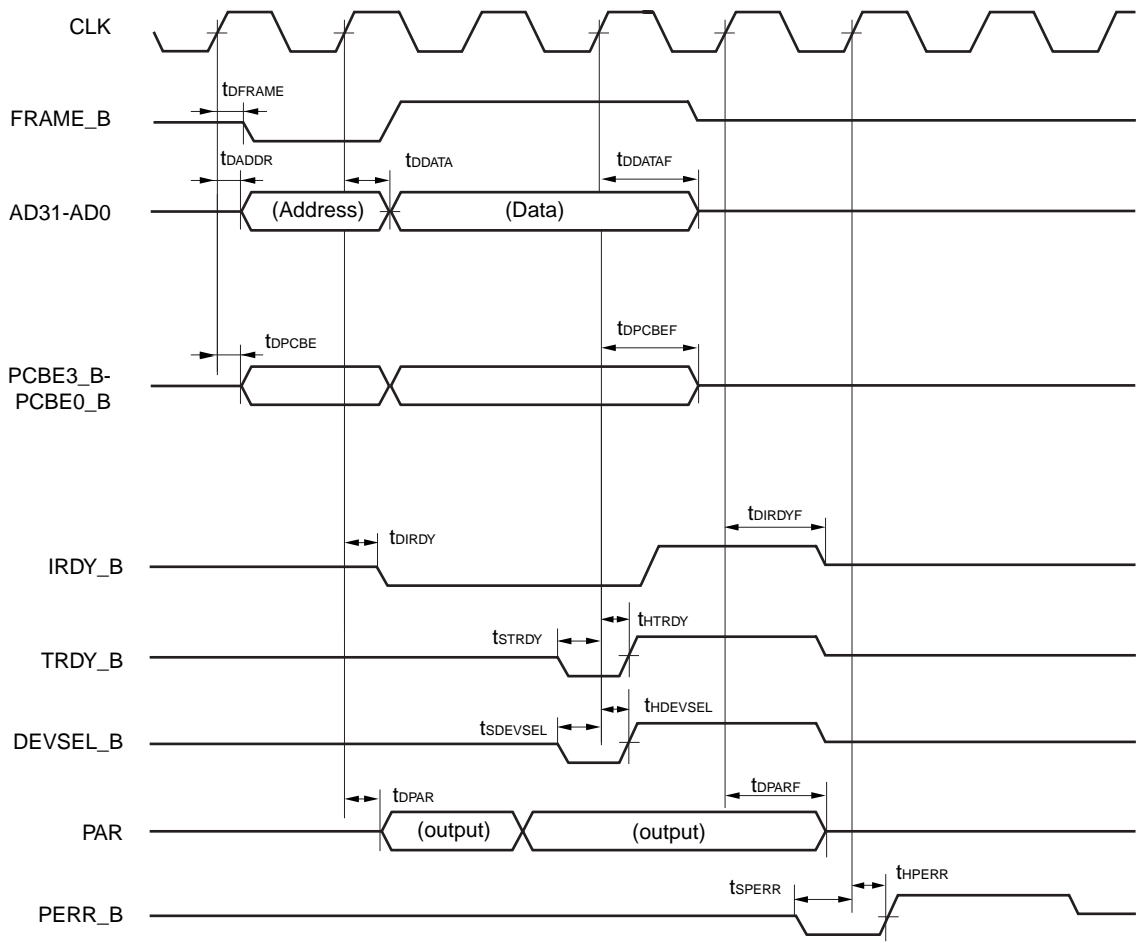 CLK
tDFRAME
FRAME_B
tDADDR
tDDATA
tDDATAF
AD31-AD0
(Address)
(Data)
tDPCBE
tDPCBEF
PCBE3_B-
PCBE0_B
tDIRDY
tDIRDYF
IRDY_B
tSTRDY
tHTRDY
TRDY_B
tSDEVSEL
tHDEVSEL
DEVSEL_B
tDPAR
tDPARF
PAR
(output)
(output)
tSPERR
tHPERR
PERR_B